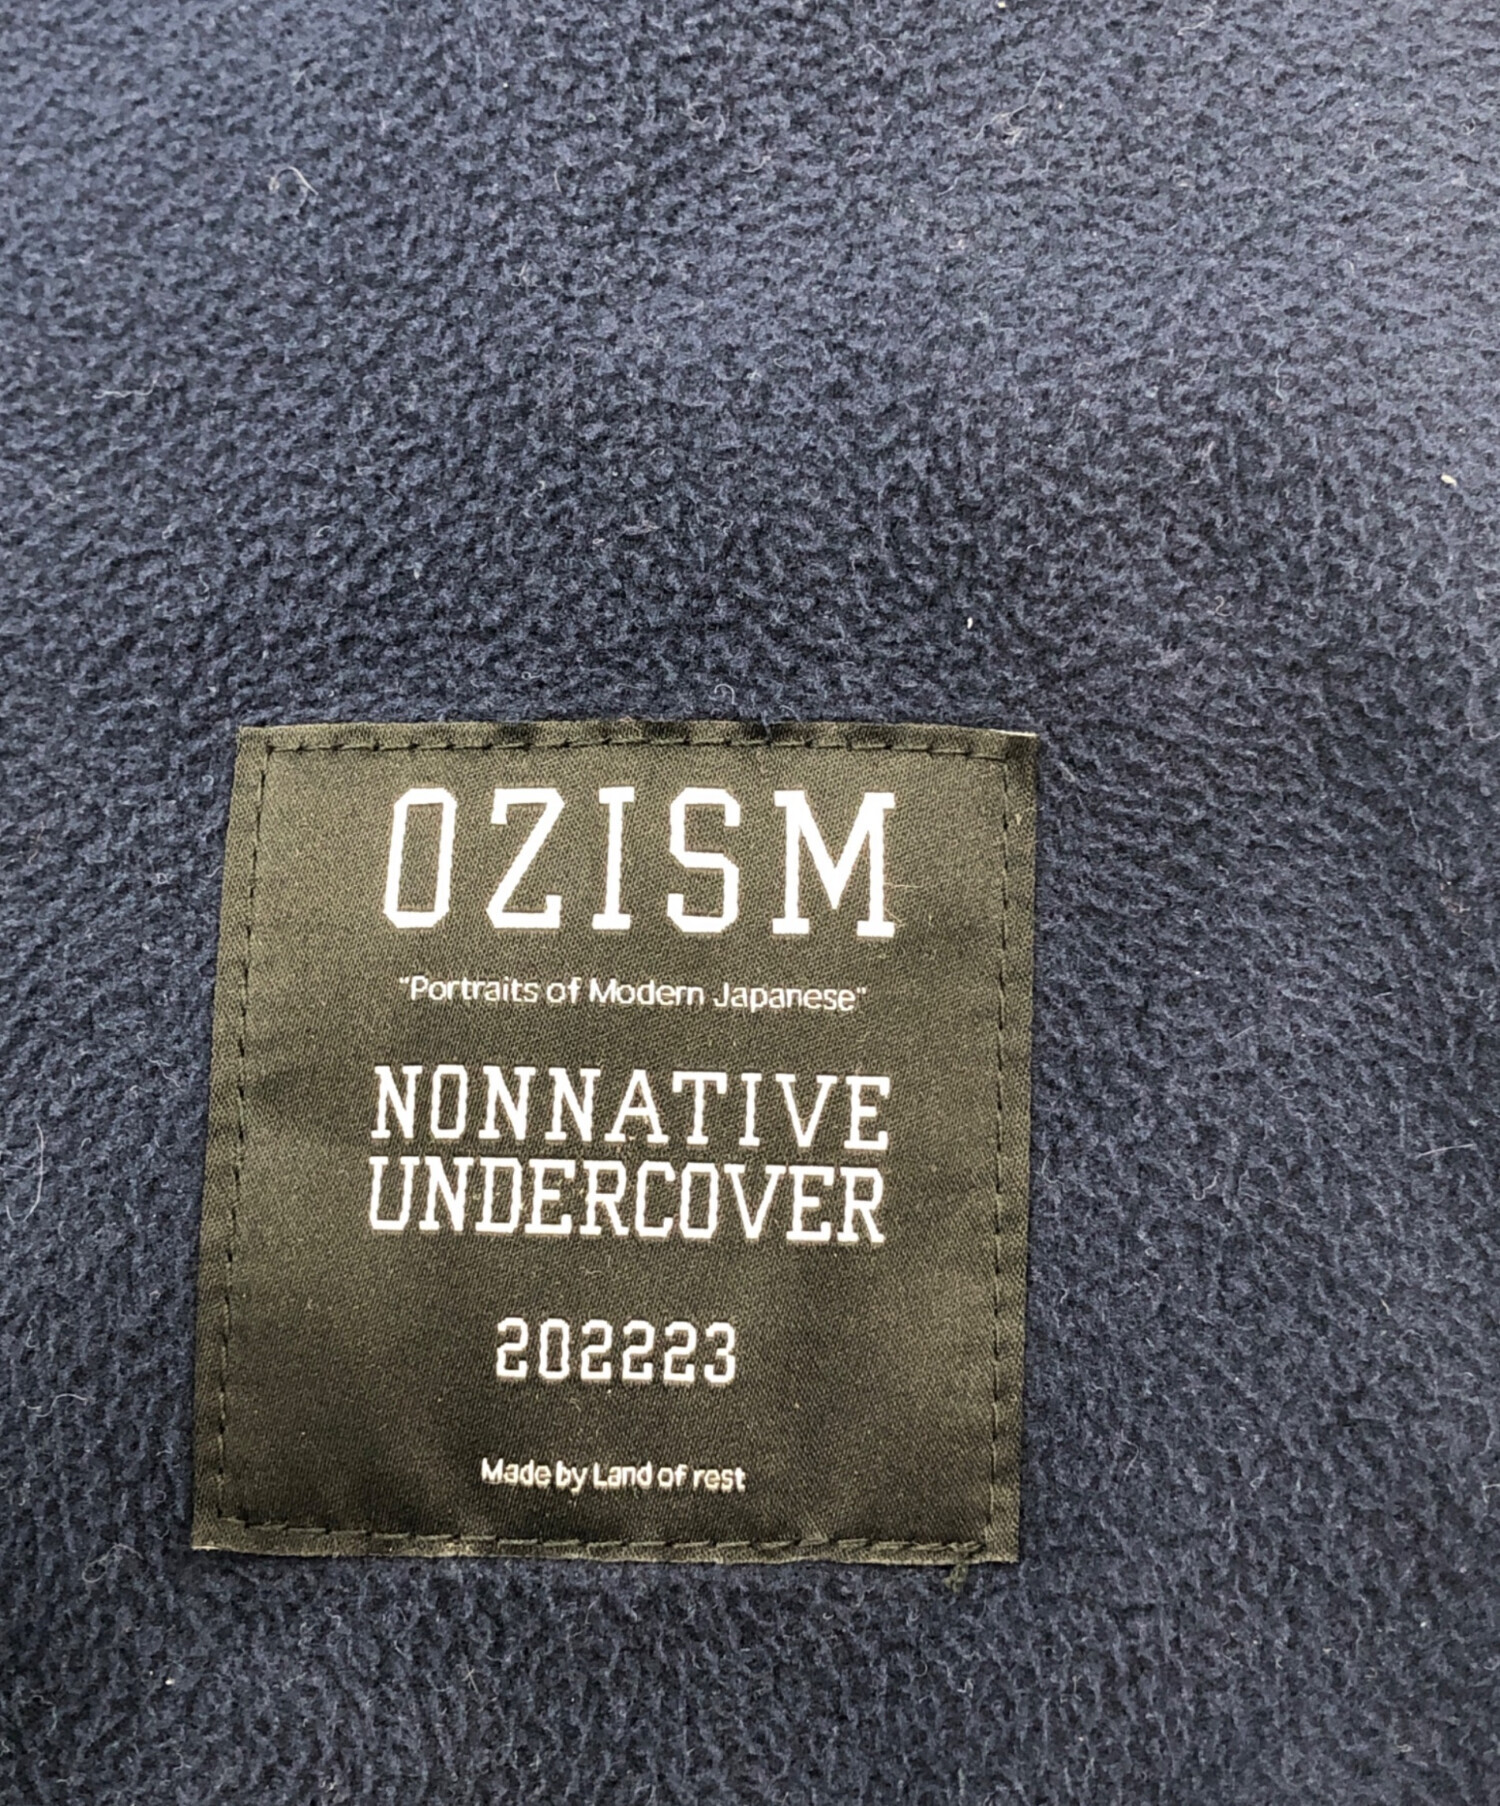 OZISM
"Portraits of Modern Japanese"
NONNATIVE
UNDERCOVER
202223
Made by Land of rest